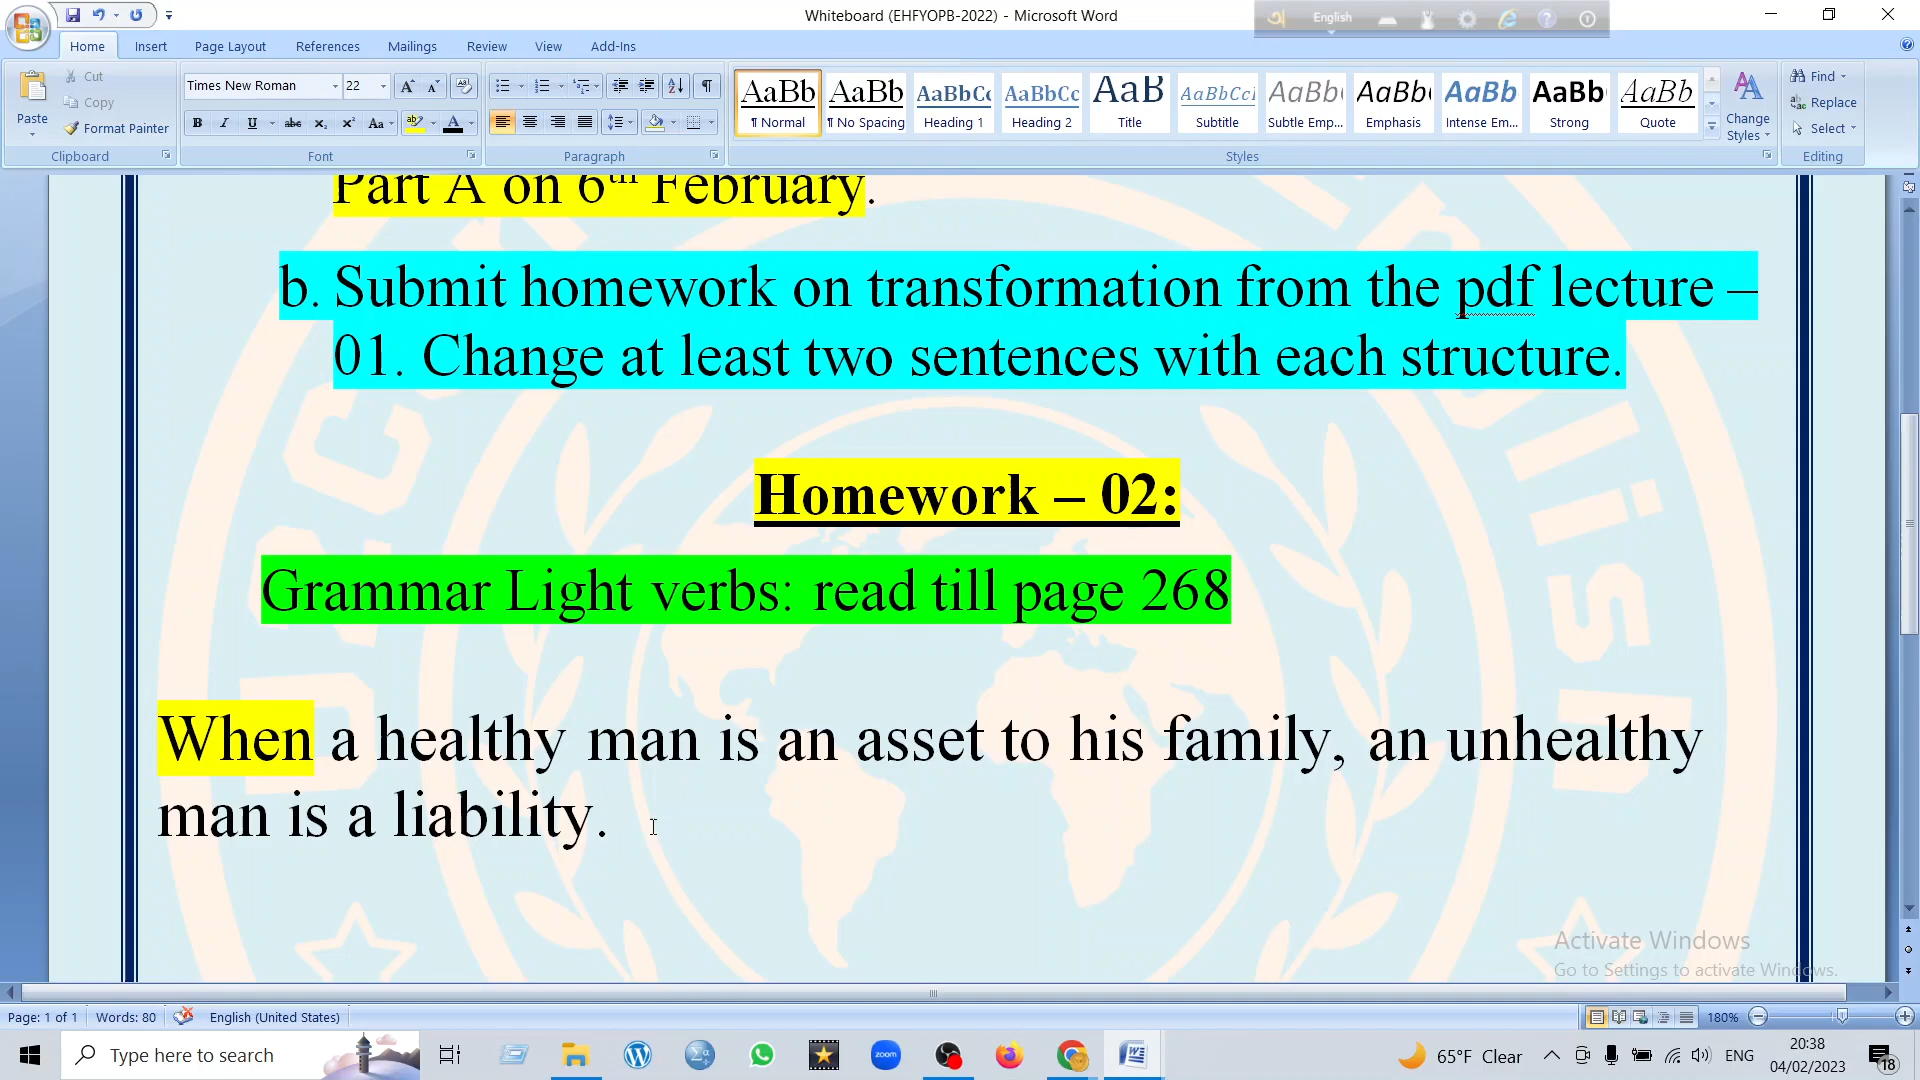 Whiteboard (EHFYOPB-2022) - Microsoft Word
English
Home Insert Page Layout References Mailings Review View Add-Ins
Paste
Cut
Copy
Format Painter
Clipboard
Times New Roman 22
Font
Paragraph
AaBb AaBb AaBbCc AaBbCc AaB AaBbCcI AaBb AaBb AaBb AaBb AaBb
¶ Normal ¶ No Spacing Heading 1 Heading 2 Title Subtitle Subtle Emp... Emphasis Intense Em... Strong Quote
Change Styles
Styles
Find
Replace
Select
Editing
Part A on 6th February.
b. Submit homework on transformation from the pdf lecture –
01. Change at least two sentences with each structure.
Homework – 02:
Grammar Light verbs: read till page 268
When a healthy man is an asset to his family, an unhealthy
man is a liability.
Activate Windows
Go to Settings to activate Windows.
Page: 1 of 1 Words: 80 English (United States) 180%
Type here to search
zoom
65°F Clear
ENG
20:38
04/02/2023
18